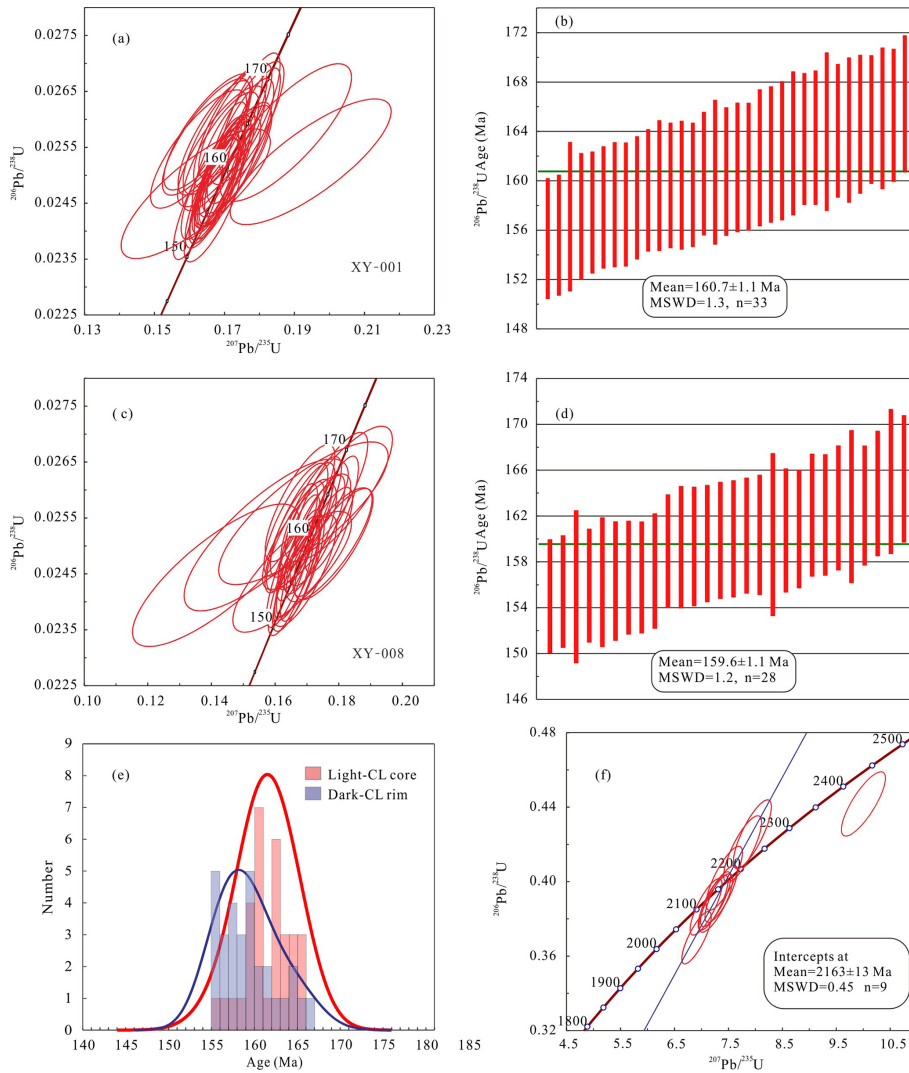 (a)
0.0275
0.0265
0.0255
0.0245
0.0235
0.0225
206Pb/238U
170
160
150
XY-001
0.13 0.15 0.17 0.19 0.21 0.23
207Pb/235U
(b)
172
168
164
160
156
152
148
206Pb/238U Age (Ma)
Mean=160.7±1.1 Ma
MSWD=1.3, n=33
(c)
0.0275
0.0265
0.0255
0.0245
0.0235
0.0225
206Pb/238U
170
160
150
XY-008
0.10 0.12 0.14 0.16 0.18 0.20
207Pb/235U
(d)
174
170
166
162
158
154
150
146
206Pb/238U Age (Ma)
Mean=159.6±1.1 Ma
MSWD=1.2, n=28
(e)
9
8
7
6
5
4
3
2
1
0
Number
Light-CL core
Dark-CL rim
140 145 150 155 160 165 170 175 181 185
Age (Ma)
(f)
0.48
0.44
0.40
0.36
0.32
206Pb/238U
2500
2400
2300
2200
2100
2000
1900
1800
Intercepts at
Mean=2163±13 Ma
MSWD=0.45 n=9
4.5 5.5 6.5 7.5 8.5 9.5 10.5
207Pb/235U